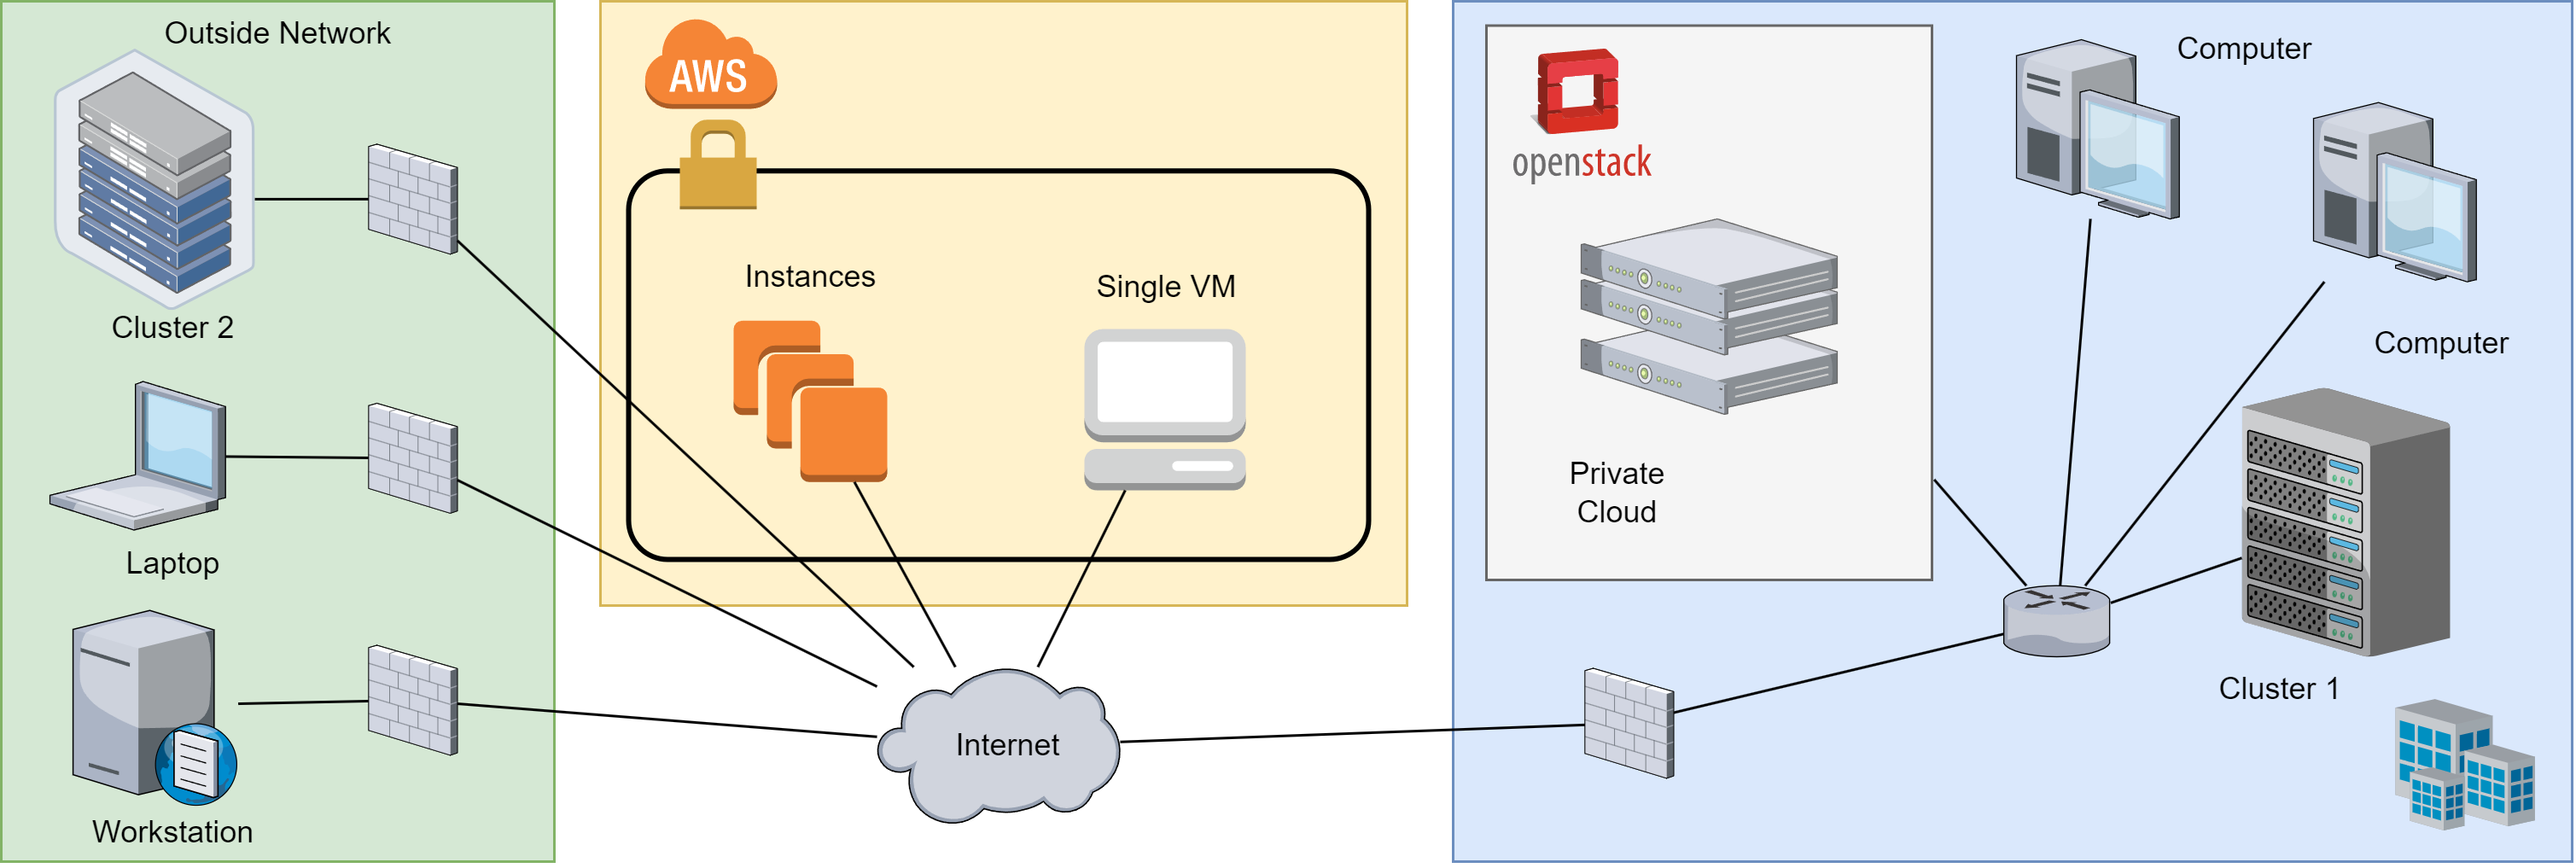 Outside Network
Cluster 2
Laptop
Workstation
AWS
Instances
Single VM
Internet
openstack
Private
Cloud
Computer
Computer
Cluster 1